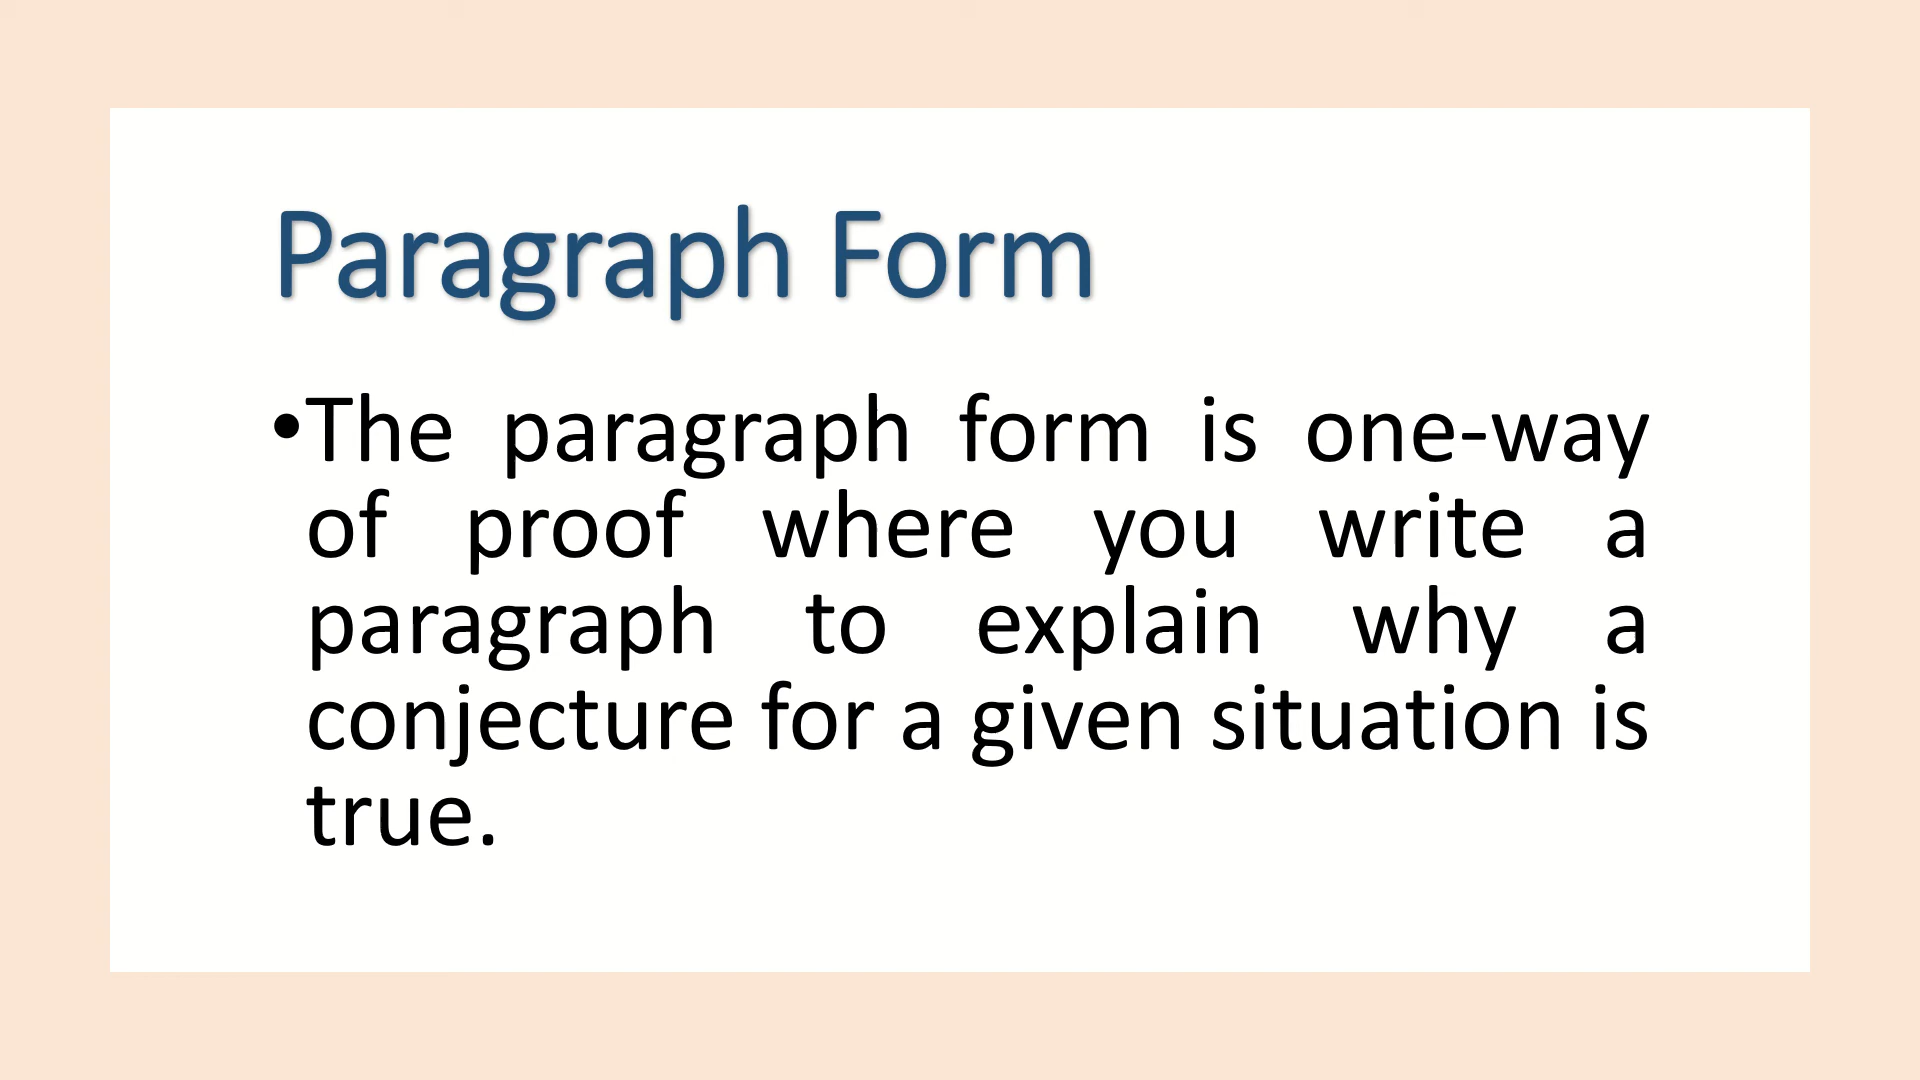 Paragraph Form
•The paragraph form is one-way
of proof where you write a
paragraph to explain why a
conjecture for a given situation is
true.